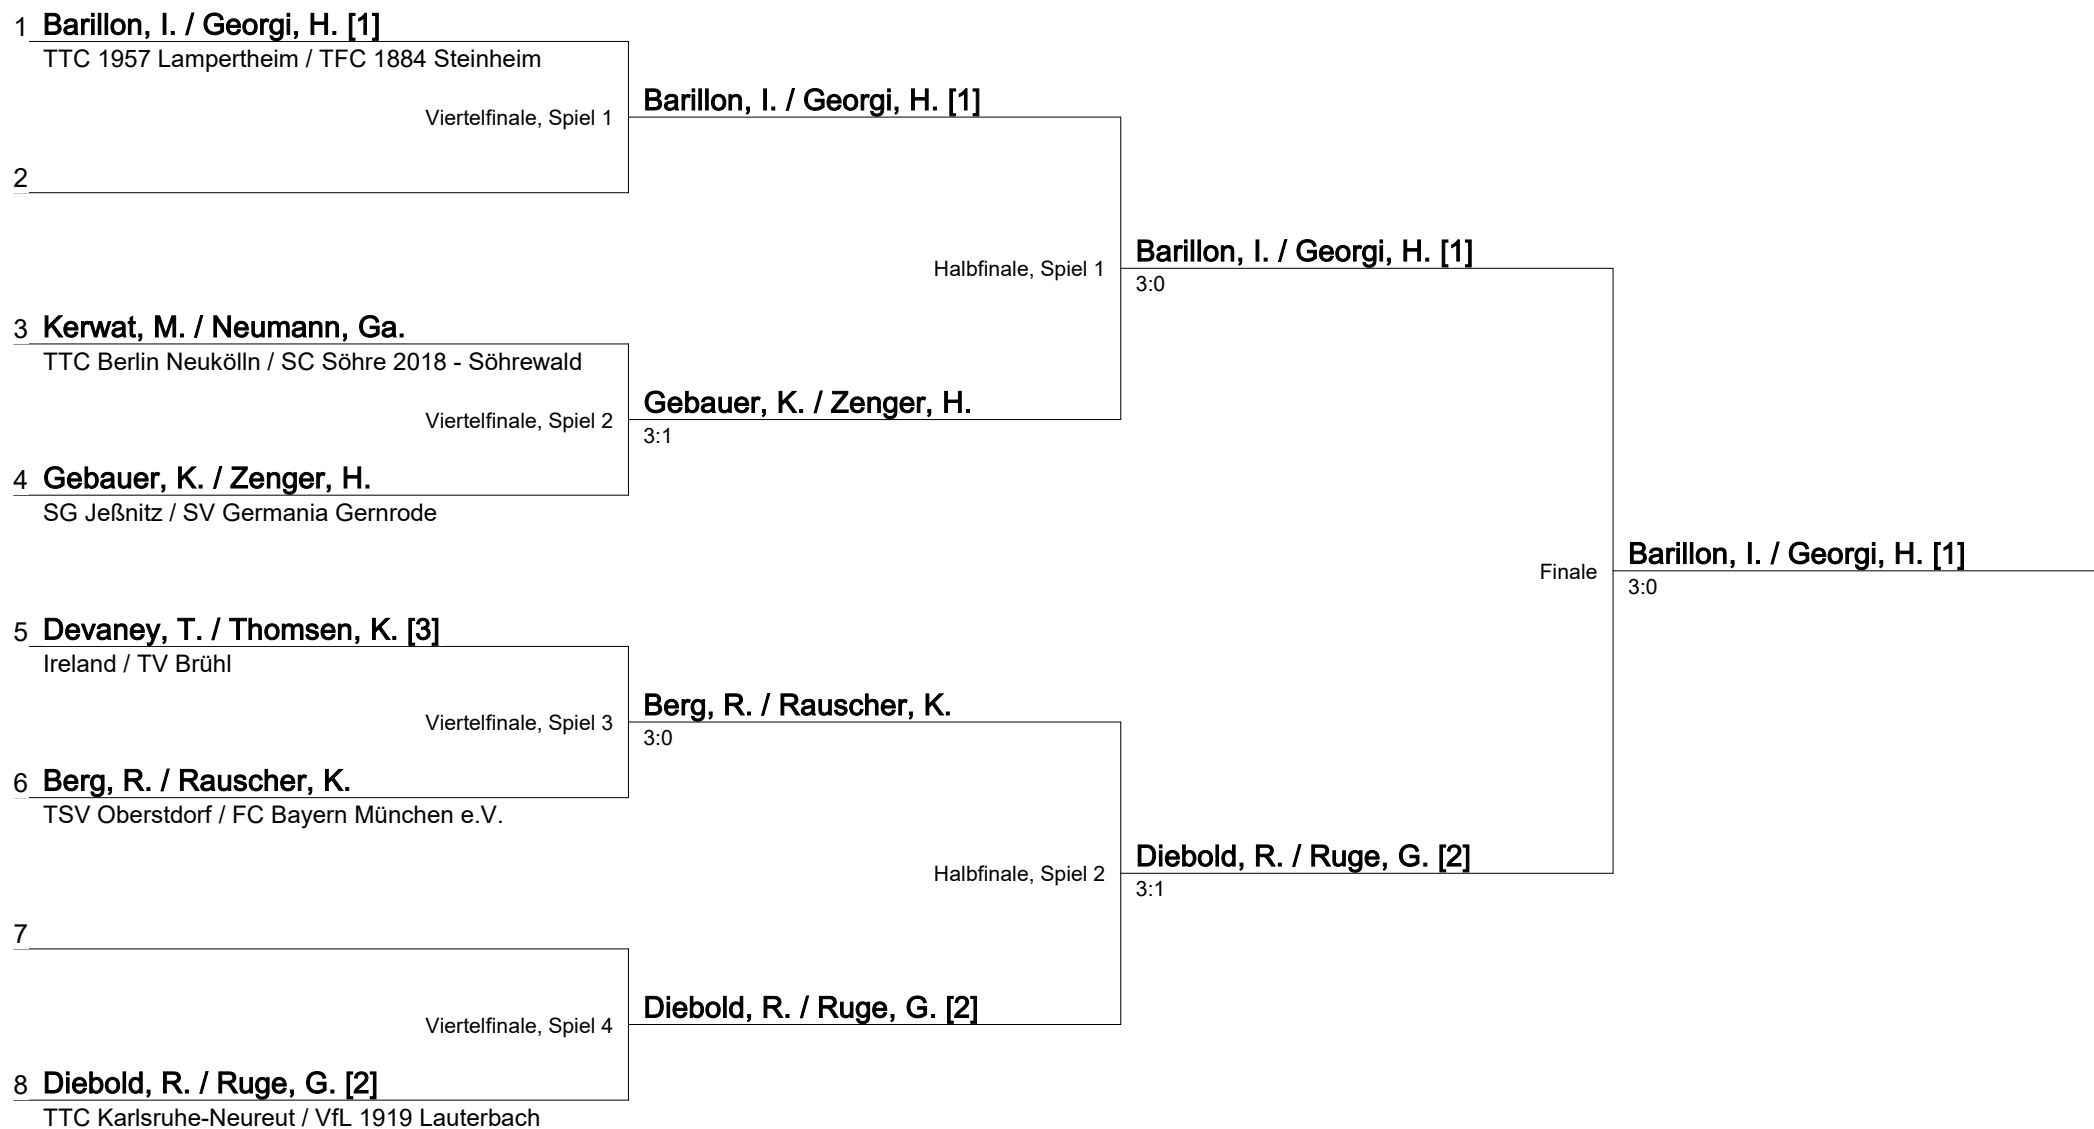 1 Barillon, I. / Georgi, H. [1]
TTC 1957 Lampertheim / TFC 1884 Steinheim
Viertelfinale, Spiel 1
Barillon, I. / Georgi, H. [1]
2
Halbfinale, Spiel 1
Barillon, I. / Georgi, H. [1]
3:0
3 Kerwat, M. / Neumann, Ga.
TTC Berlin Neukölln / SC Söhre 2018 - Söhrewald
Viertelfinale, Spiel 2
Gebauer, K. / Zenger, H.
3:1
4 Gebauer, K. / Zenger, H.
SG Jeßnitz / SV Germania Gernrode
Finale
Barillon, I. / Georgi, H. [1]
3:0
5 Devaney, T. / Thomsen, K. [3]
Ireland / TV Brühl
Viertelfinale, Spiel 3
Berg, R. / Rauscher, K.
3:0
6 Berg, R. / Rauscher, K.
TSV Oberstdorf / FC Bayern München e.V.
Halbfinale, Spiel 2
Diebold, R. / Ruge, G. [2]
3:1
7
Viertelfinale, Spiel 4
Diebold, R. / Ruge, G. [2]
8 Diebold, R. / Ruge, G. [2]
TTC Karlsruhe-Neureut / VfL 1919 Lauterbach